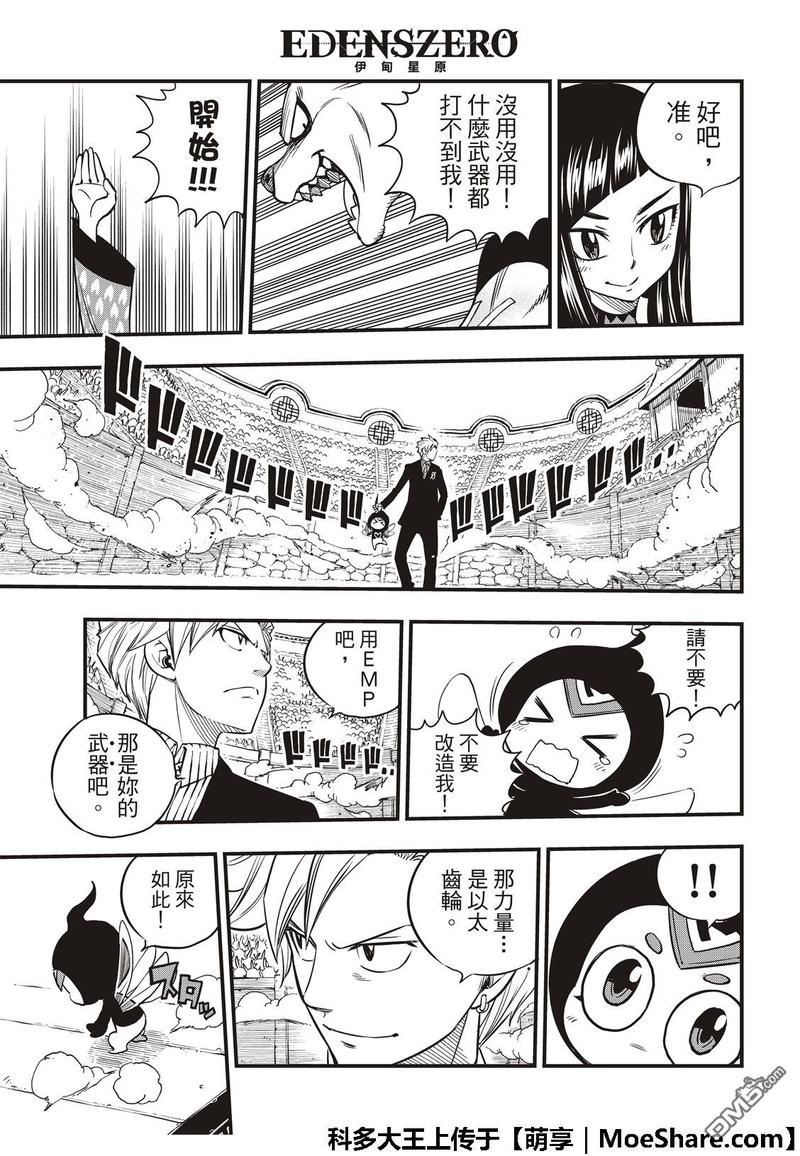 EDENSZERO
伊甸星原
好吧，
准。
沒用沒用！
什麼武器都
打不到我！
開始!!!
ドドドドド
ドドドドドドド
請不要！
不要
改造我！
用EMP
吧，
那是妳的
武器吧。
ドドド
!!
那力量…
是以太
齒輪。
原來
如此！
スタッ
科多大王上传于【萌享｜MoeShare.com】